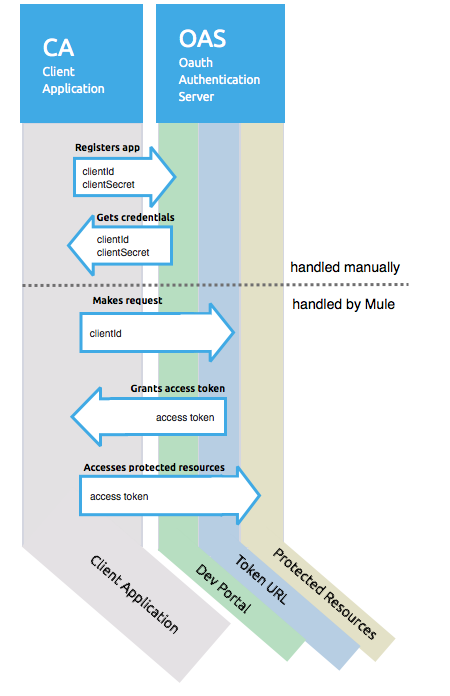 CA
Client
Application
OAS
Oauth
Authentication
Server
Registers app
clientId
clientSecret
Gets credentials
clientId
clientSecret
handled manually
handled by Mule
Makes request
clientId
Grants access token
access token
Accesses protected resources
access token
Client Application
Dev Portal
Token URL
Protected Resources